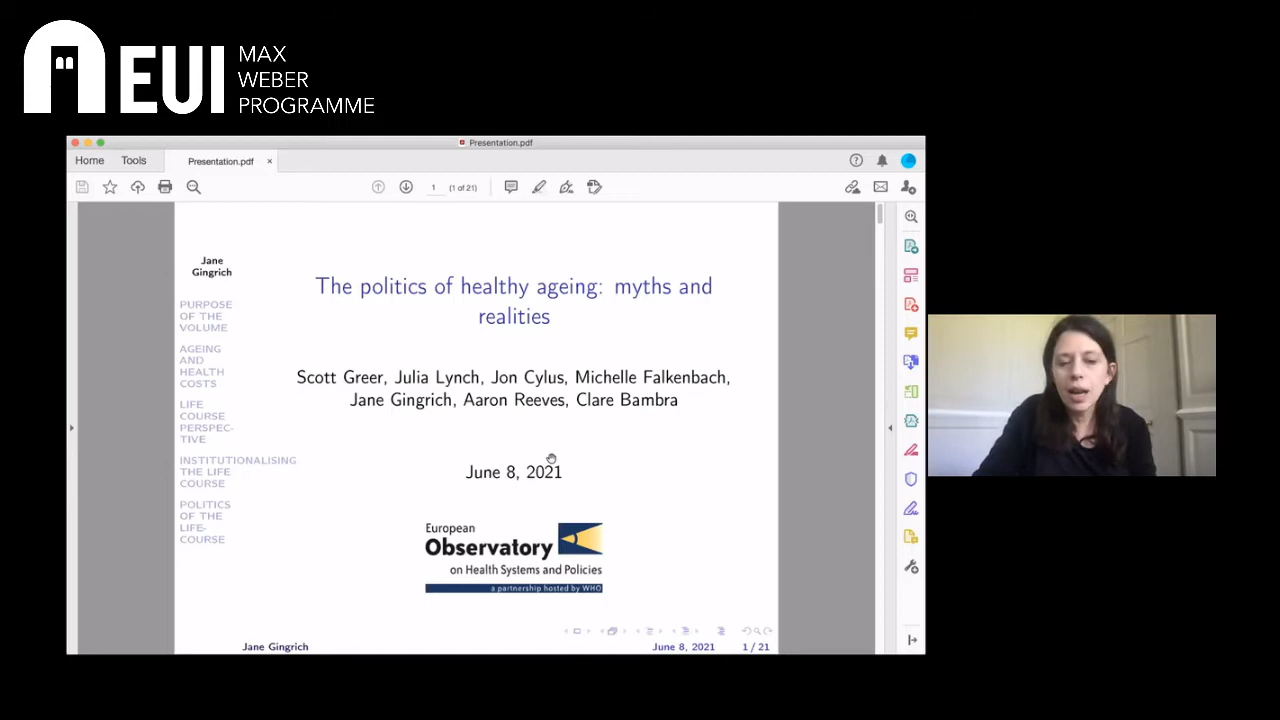 EUI
MAX
WEBER
PROGRAMME
Presentation.pdf
Home
Tools
Presentation.pdf
1
(1 of 21)
Jane
Gingrich
PURPOSE
OF THE
VOLUME
AGEING
AND
HEALTH
COSTS
LIFE
COURSE
PERSPEC-
TIVE
INSTITUTIONALISING
THE LIFE
COURSE
POLITICS
OF THE
LIFE-
COURSE
The politics of healthy ageing: myths and
realities
Scott Greer, Julia Lynch, Jon Cylus, Michelle Falkenbach,
Jane Gingrich, Aaron Reeves, Clare Bambra
June 8, 2021
European
Observatory
on Health Systems and Policies
a partnership hosted by WHO
Jane Gingrich
June 8, 2021
1 / 21